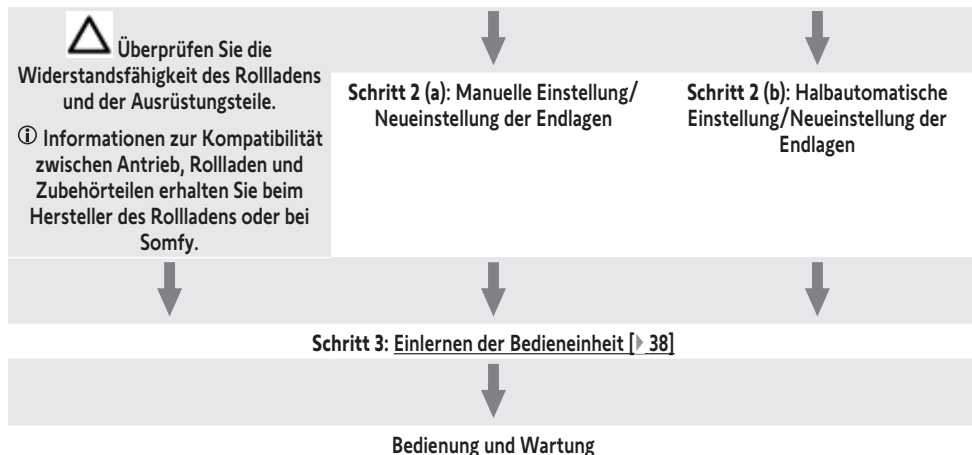 Überprüfen Sie die
Widerstandsfähigkeit des Rollladens
und der Ausrüstungsteile.
ⓘ Informationen zur Kompatibilität
zwischen Antrieb, Rollladen und
Zubehörteilen erhalten Sie beim
Hersteller des Rollladens oder bei
Somfy.
Schritt 2 (a): Manuelle Einstellung/
Neueinstellung der Endlagen
Schritt 2 (b): Halbautomatische
Einstellung/Neueinstellung der
Endlagen
Schritt 3: Einlernen der Bedieneinheit [▶ 38]
Bedienung und Wartung